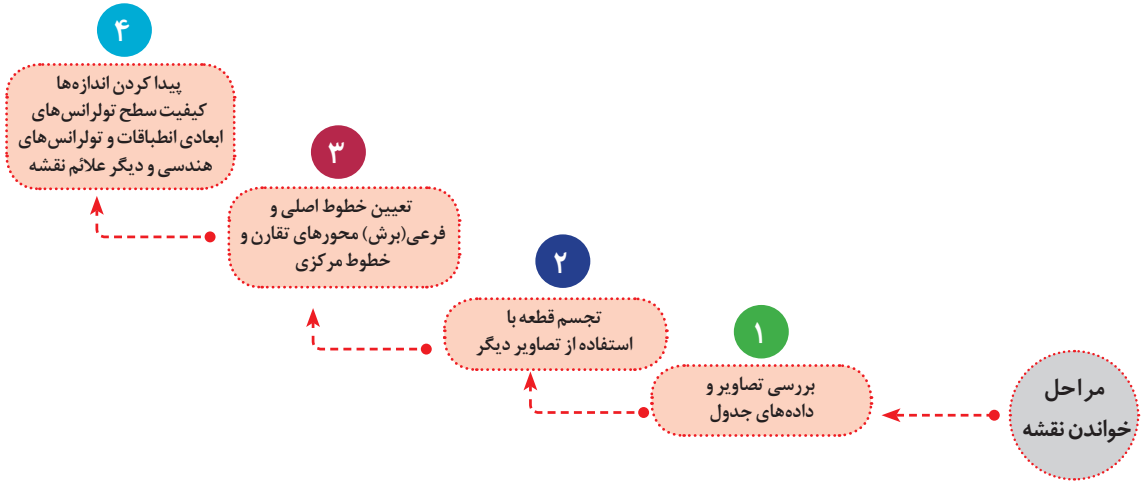 مراحل
خواندن نقشه
۱
بررسی تصاویر و
داده‌های جدول
۲
تجسم قطعه با
استفاده از تصاویر دیگر
۳
تعیین خطوط اصلی و
فرعی(برش) محورهای تقارن و
خطوط مرکزی
۴
پیدا کردن اندازه‌ها
کیفیت سطح تولرانس‌های
ابعادی انطباقات و تولرانس‌های
هندسی و دیگر علائم نقشه